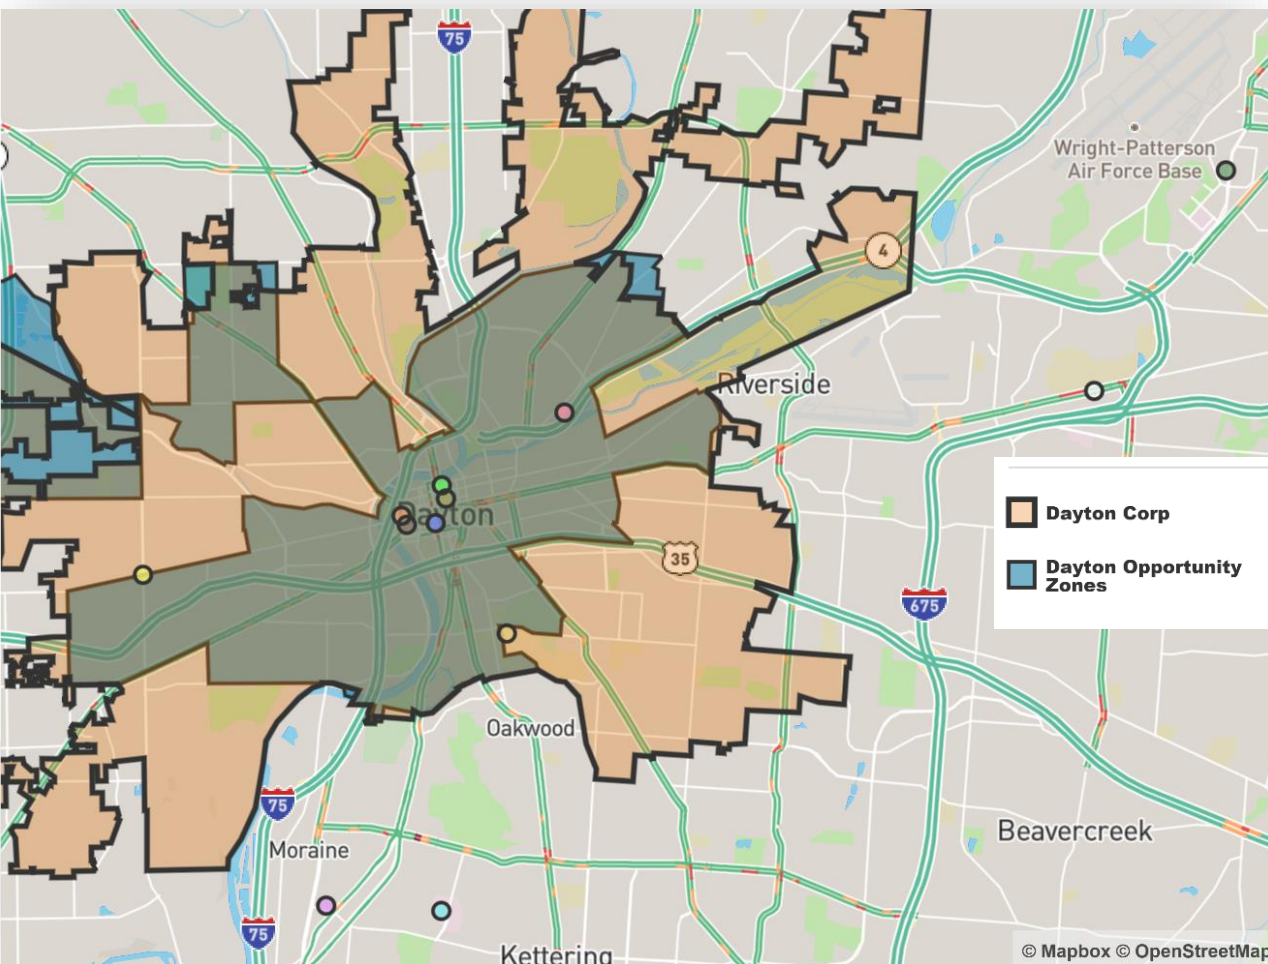 75
Wright-Patterson
Air Force Base
4
Riverside
Dayton
35
Dayton Corp
Dayton Opportunity
Zones
675
Oakwood
75
Moraine
Beavercreek
75
Kettering
© Mapbox © OpenStreetMap